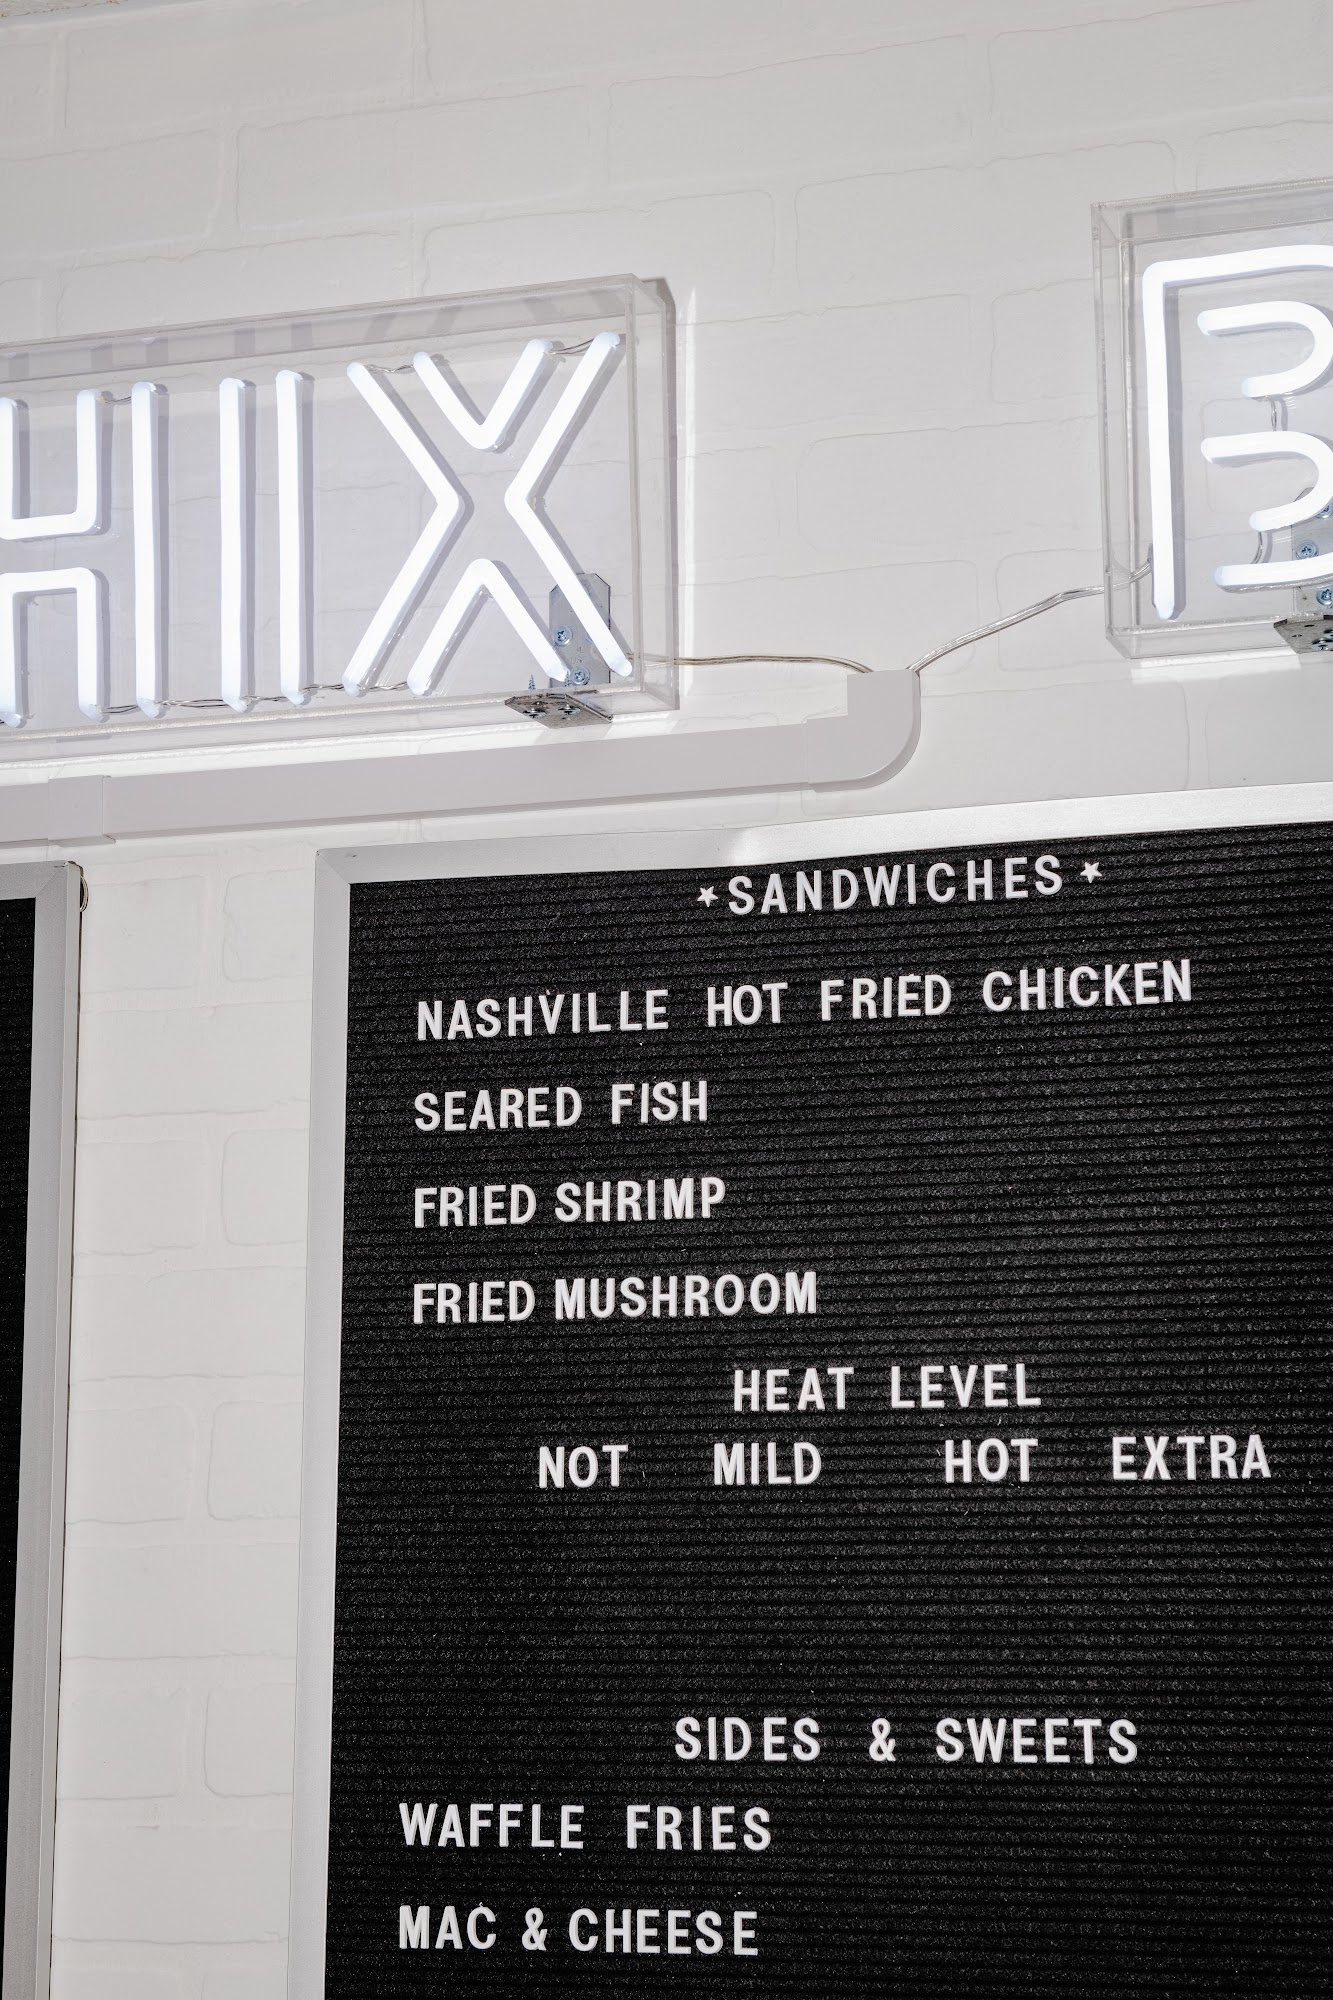 HIX B
★SANDWICHES★
NASHVILLE HOT FRIED CHICKEN
SEARED FISH
FRIED SHRIMP
FRIED MUSHROOM
HEAT LEVEL
NOT MILD HOT EXTRA
SIDES & SWEETS
WAFFLE FRIES
MAC & CHEESE